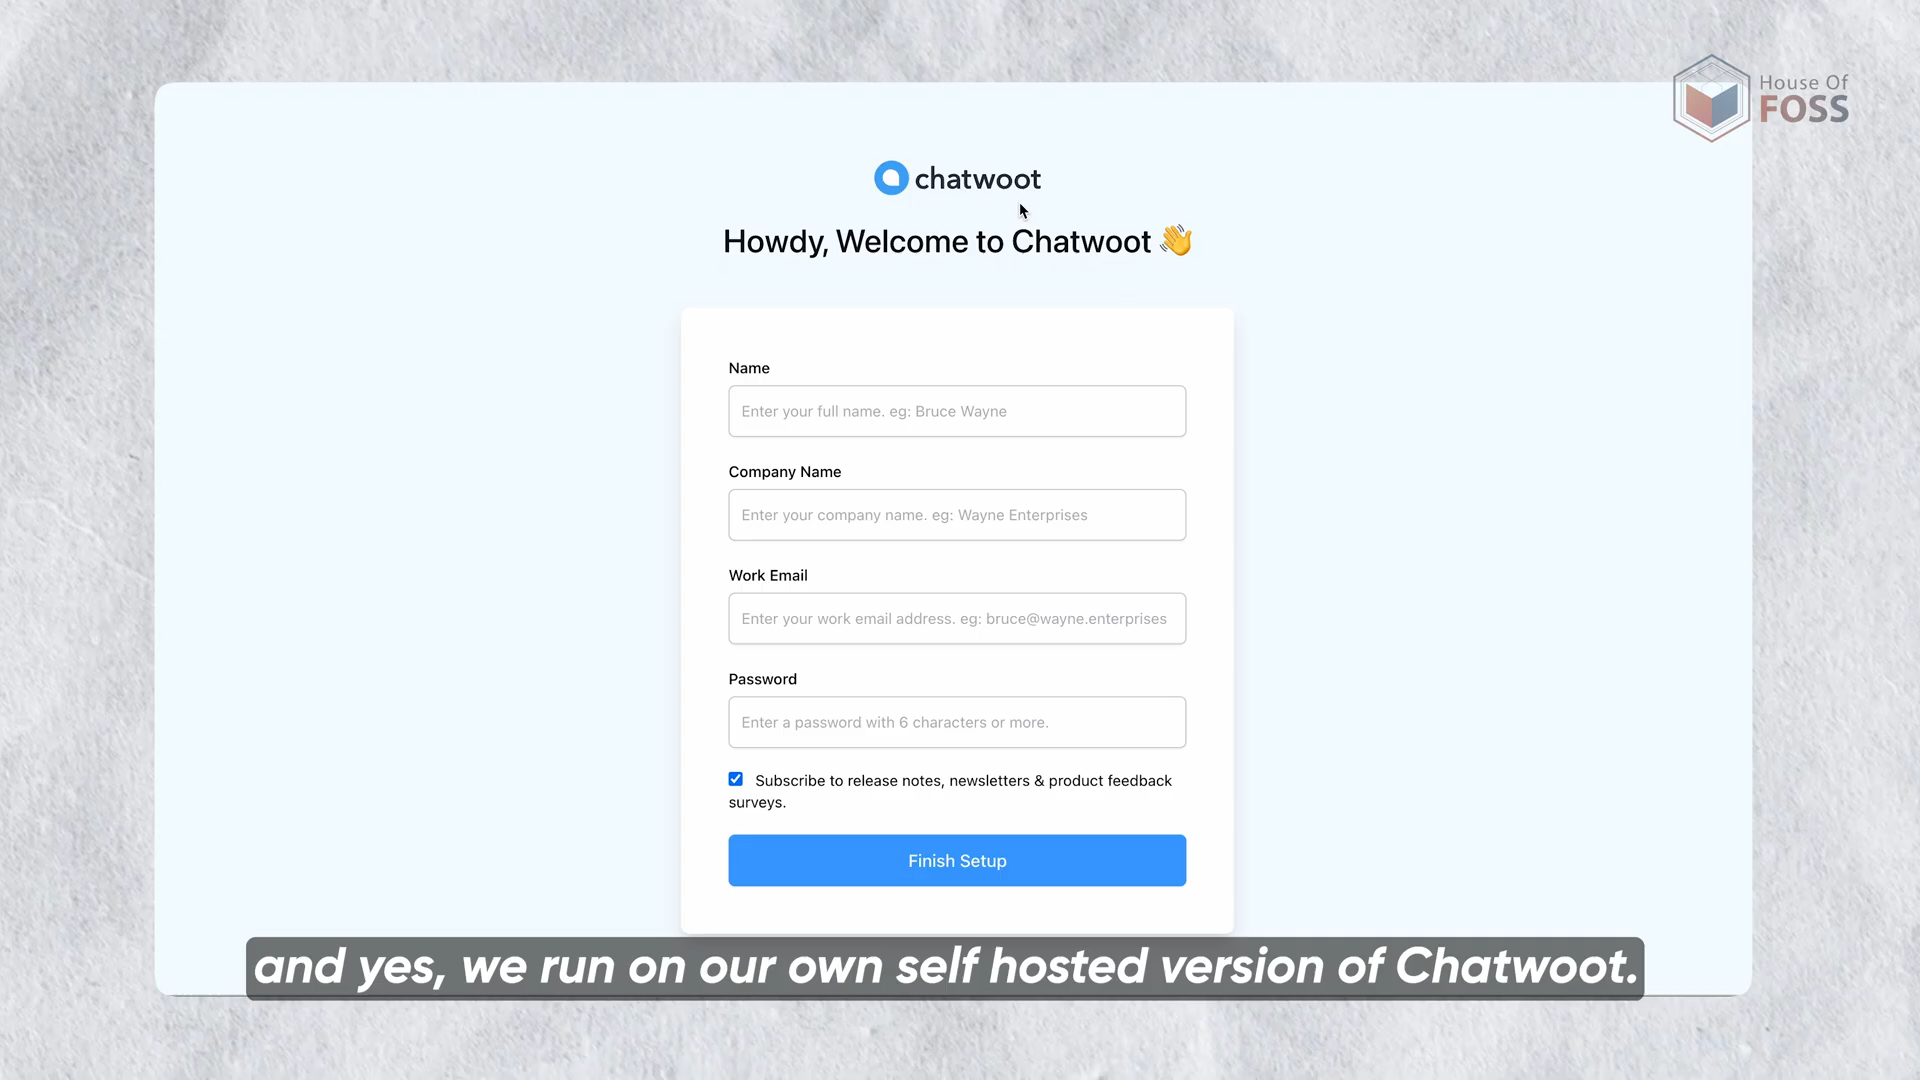 House Of
FOSS
chatwoot
Howdy, Welcome to Chatwoot 👋
Name
Enter your full name. eg: Bruce Wayne
Company Name
Enter your company name. eg: Wayne Enterprises
Work Email
Enter your work email address. eg: bruce@wayne.enterprises
Password
Enter a password with 6 characters or more.
Subscribe to release notes, newsletters & product feedback
surveys.
Finish Setup
and yes, we run on our own self hosted version of Chatwoot.